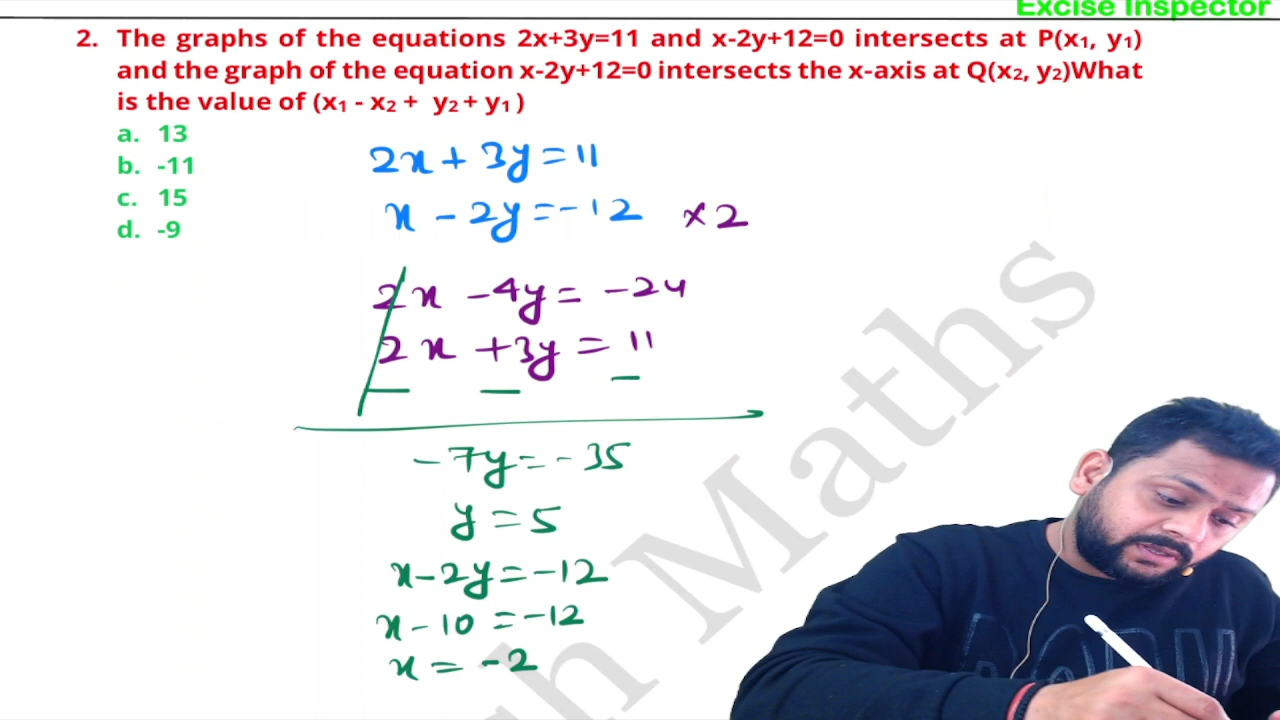 Excise Inspector
2. The graphs of the equations 2x+3y=11 and x-2y+12=0 intersects at P(x₁, y₁)
and the graph of the equation x-2y+12=0 intersects the x-axis at Q(x₂, y₂)What
is the value of (x₁ - x₂ + y₂ + y₁ )
a. 13
b. -11
c. 15
d. -9
2x + 3y = 11
x - 2y = -12 × 2
2x - 4y = -24
2x + 3y = 11
- - -
-7y = -35
y = 5
x - 2y = -12
x - 10 = -12
x = -2
Maths